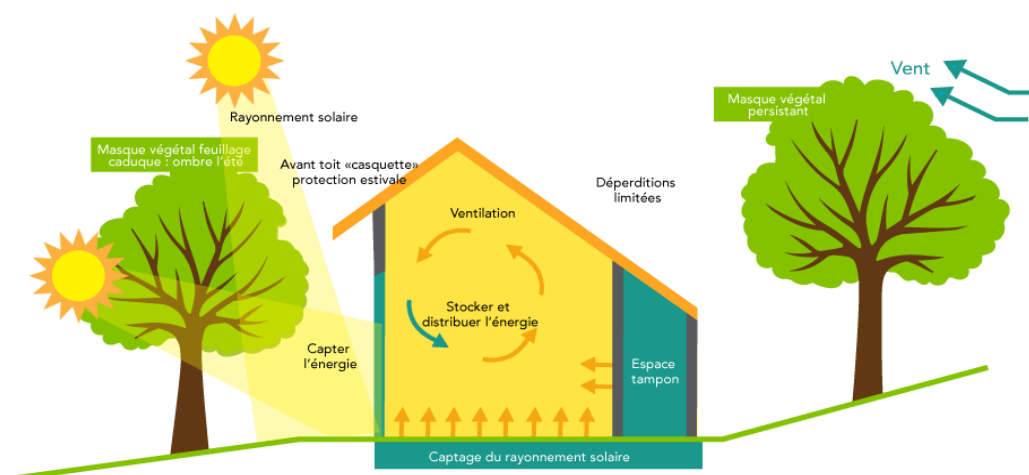 Vent
Masque végétal
persistant
Rayonnement solaire
Masque végétal feuillage
caduque : ombre l'été
Avant toit «casquette»
protection estivale
Déperditions
limitées
Ventilation
Stocker et
distribuer l'énergie
Capter
l'énergie
Espace
tampon
Captage du rayonnement solaire